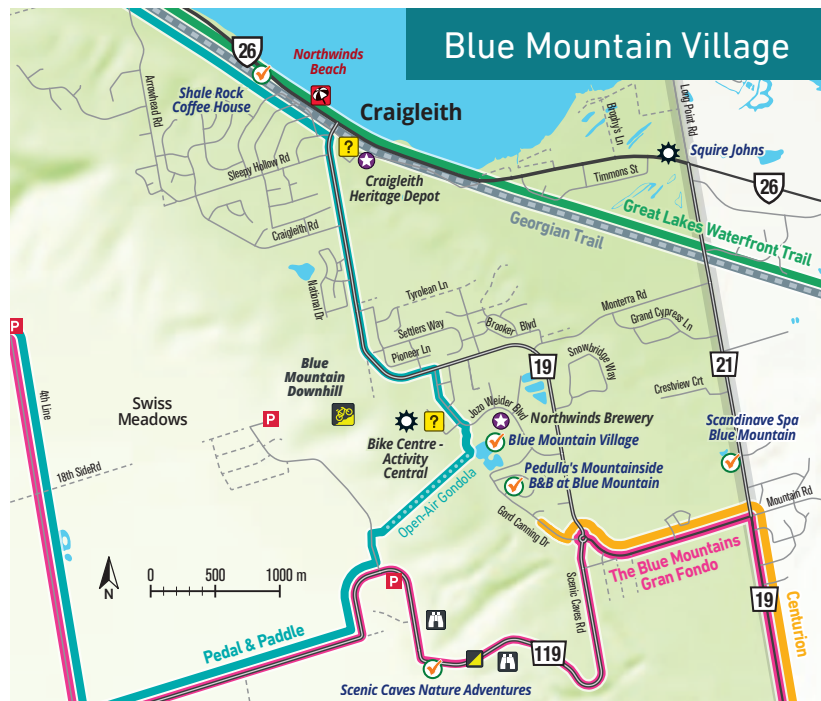 Blue Mountain Village
26
Northwinds
Beach
Shale Rock
Coffee House
Craigleith
Arrowhead Rd
Sleepy Hollow Rd
?
Craigleith
Heritage Depot
Craigleith Rd
Brophy's Ln
Long Point Rd
Squire Johns
Timmons St
26
Great Lakes Waterfront Trail
Georgian Trail
National Dr
Tyrolean Ln
Settlers Way
Pioneer Ln
Brooker Blvd
Monterra Rd
Grand Cypress Ln
Snowbridge Way
Crestview Crt
19
21
P
4th Line
Swiss
Meadows
P
18th SideRd
Blue
Mountain
Downhill
?
Bike Centre -
Activity
Central
Jozo Weider Blvd
Northwinds Brewery
Blue Mountain Village
Pedulla's Mountainside
B&B at Blue Mountain
Scandinave Spa
Blue Mountain
Mountain Rd
Open-Air Gondola
Gord Canning Dr
The Blue Mountains
Gran Fondo
Scenic Caves Rd
19
Centurion
N
0 500 1000 m
P
Pedal & Paddle
119
Scenic Caves Nature Adventures